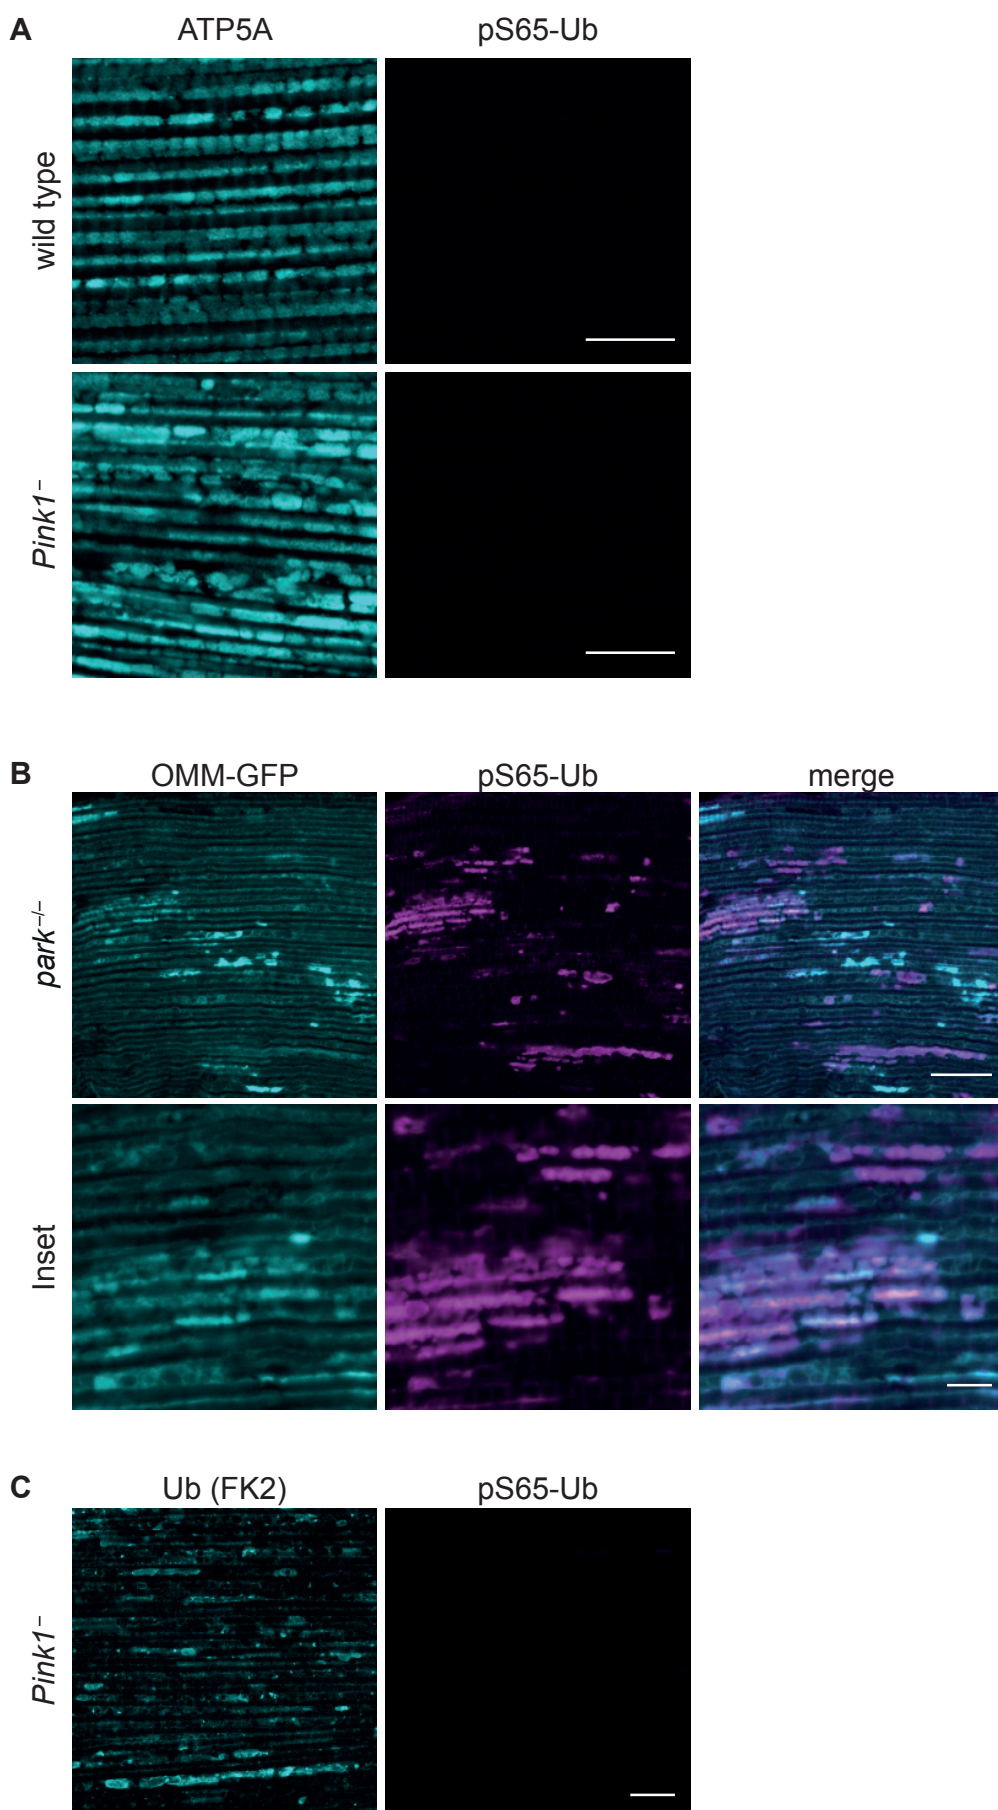 A ATP5A pS65-Ub
wild type
Pink1⁻
B OMM-GFP pS65-Ub merge
park⁻/⁻
Inset
C Ub (FK2) pS65-Ub
Pink1⁻